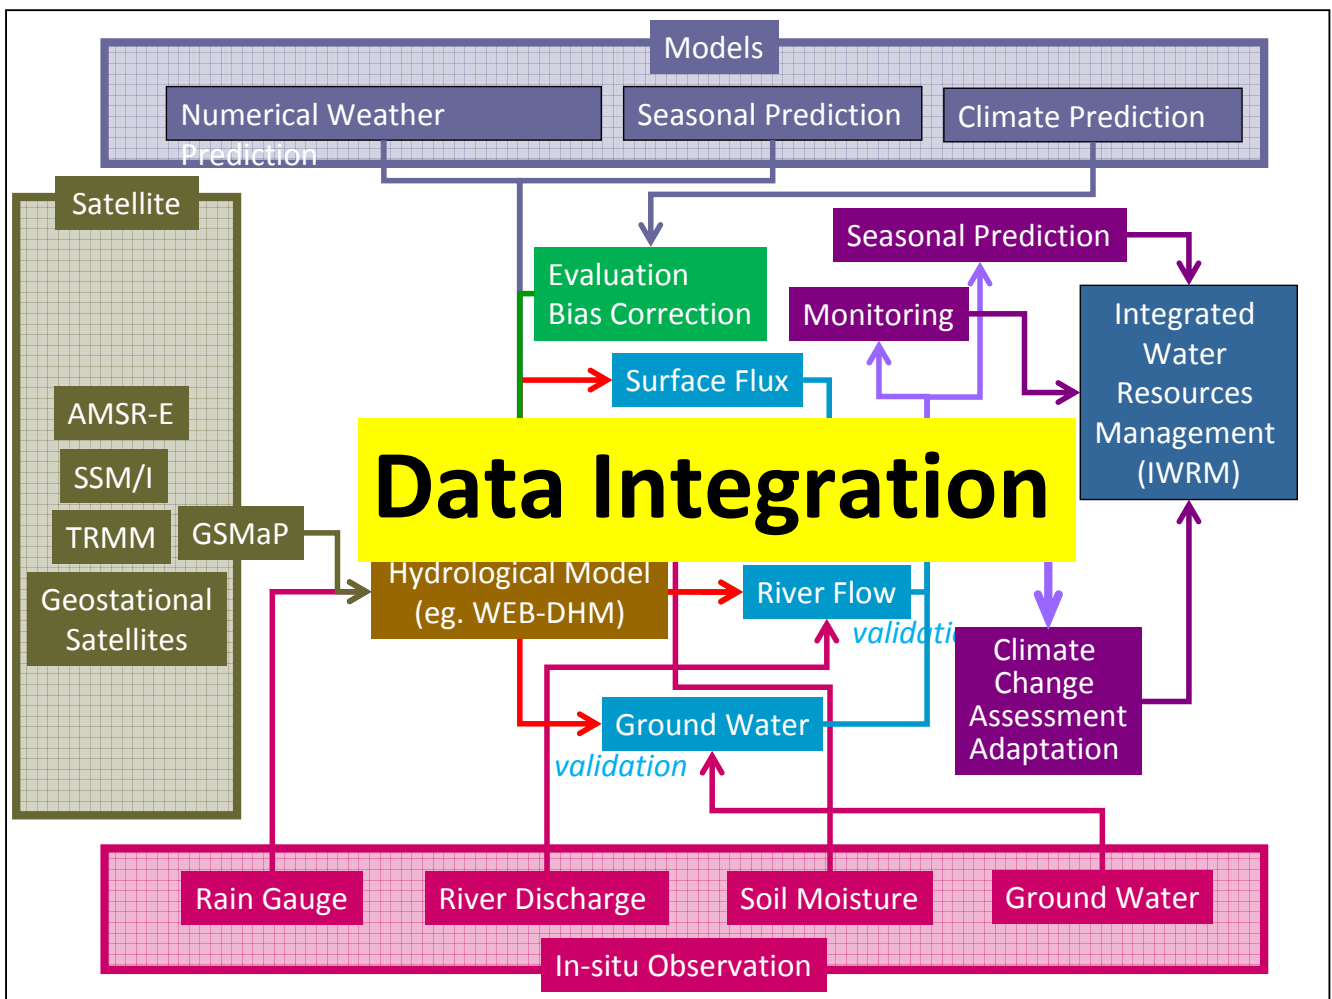 Models
Numerical Weather
Prediction
Seasonal Prediction
Climate Prediction
Satellite
AMSR-E
SSM/I
TRMM
GSMaP
Geostational
Satellites
Evaluation
Bias Correction
Seasonal Prediction
Monitoring
Integrated
Water
Resources
Management
(IWRM)
Surface Flux
Data Integration
Hydrological Model
(eg. WEB-DHM)
River Flow
Climate
Change
Assessment
Adaptation
Ground Water
validation
Rain Gauge
River Discharge
Soil Moisture
Ground Water
In-situ Observation